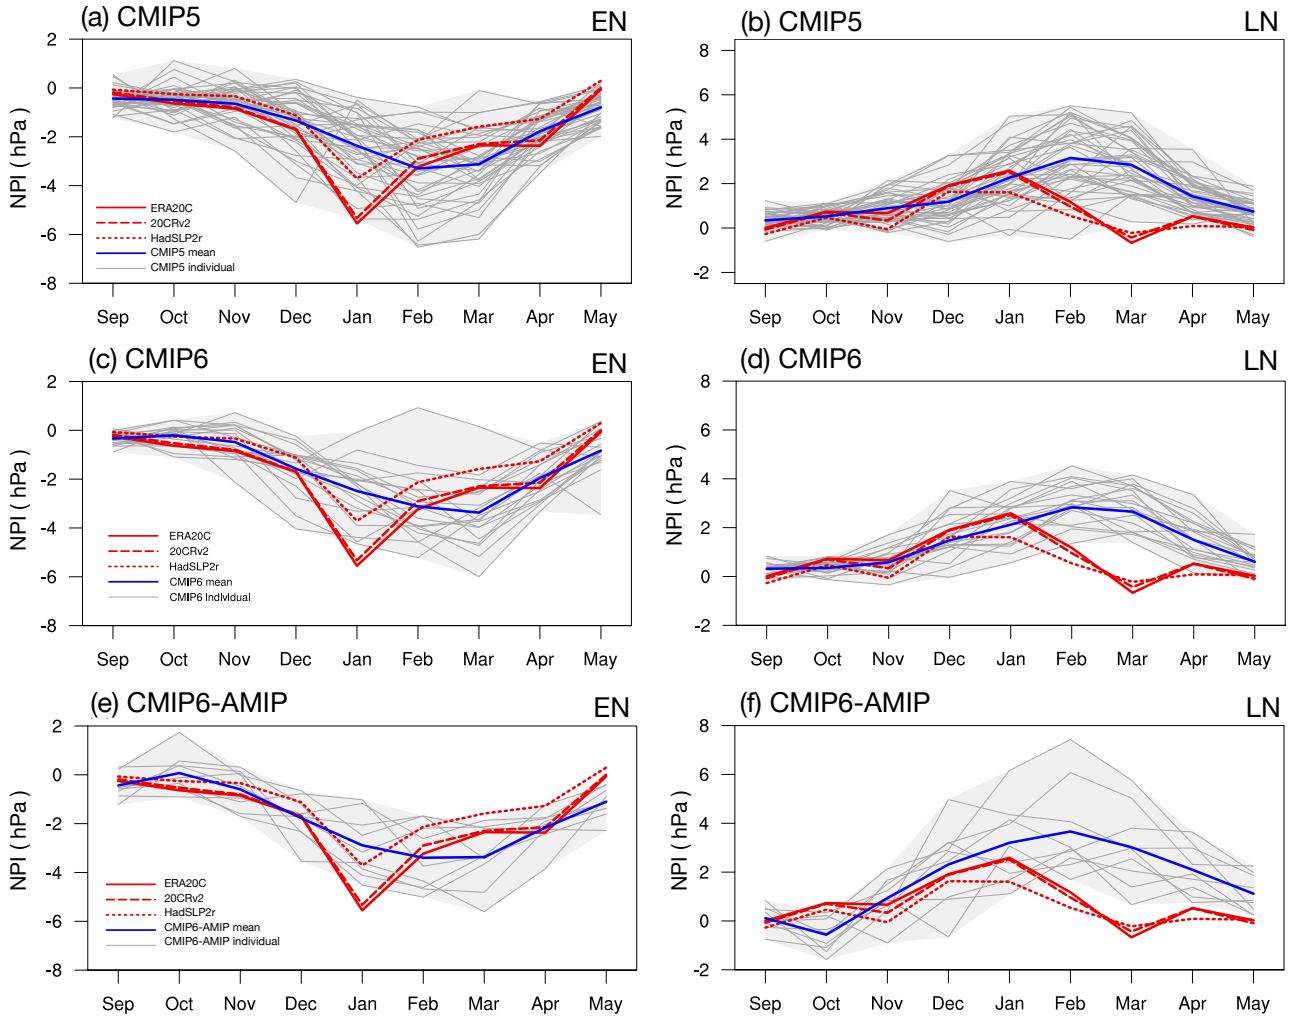 (a) CMIP5 EN
2
0
-2
-4
-6
-8
NPI ( hPa)
ERA20C
20CRv2
HadSLP2r
CMIP5 mean
CMIP5 individual
Sep Oct Nov Dec Jan Feb Mar Apr May
(b) CMIP5 LN
8
6
4
2
0
-2
NPI ( hPa)
Sep Oct Nov Dec Jan Feb Mar Apr May
(c) CMIP6 EN
2
0
-2
-4
-6
-8
NPI ( hPa)
ERA20C
20CRv2
HadSLP2r
CMIP6 mean
CMIP6 individual
Sep Oct Nov Dec Jan Feb Mar Apr May
(d) CMIP6 LN
8
6
4
2
0
-2
NPI ( hPa)
Sep Oct Nov Dec Jan Feb Mar Apr May
(e) CMIP6-AMIP EN
2
0
-2
-4
-6
-8
NPI ( hPa)
ERA20C
20CRv2
HadSLP2r
CMIP6-AMIP mean
CMIP6-AMIP individual
Sep Oct Nov Dec Jan Feb Mar Apr May
(f) CMIP6-AMIP LN
8
6
4
2
0
-2
NPI ( hPa)
Sep Oct Nov Dec Jan Feb Mar Apr May